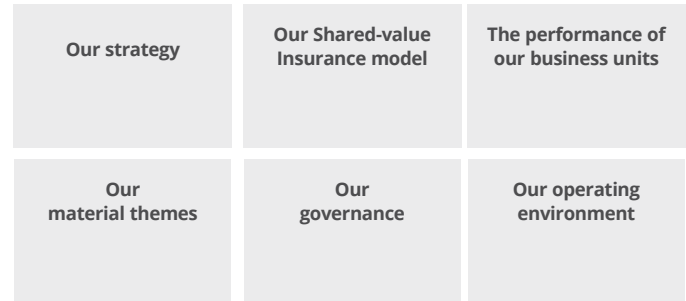 Our strategy
Our Shared-value
Insurance model
The performance of
our business units
Our
material themes
Our
governance
Our operating
environment